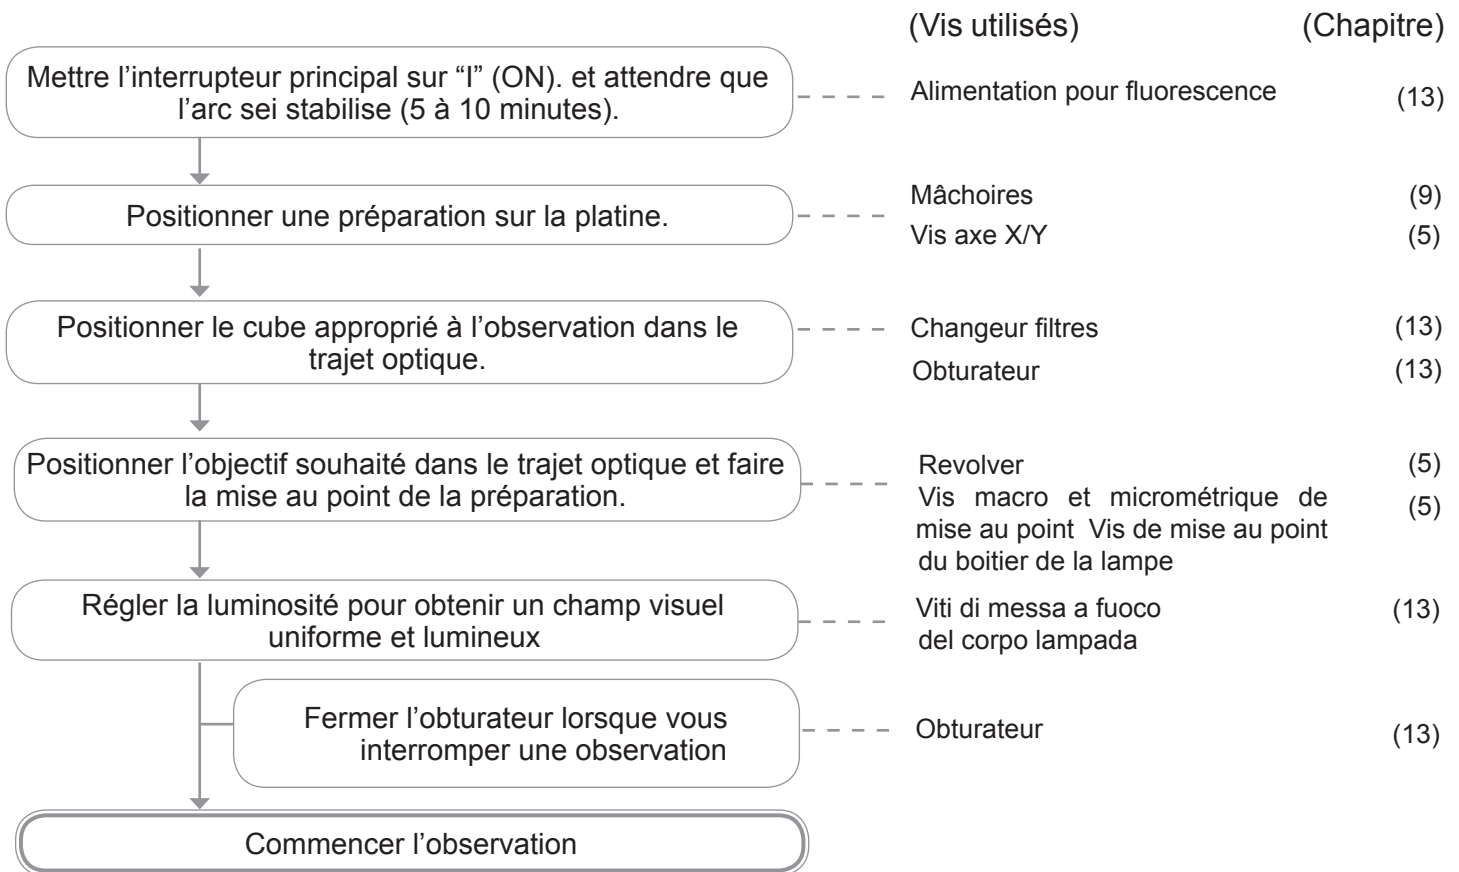 (Vis utilisés) (Chapitre)
Mettre l’interrupteur principal sur “I” (ON). et attendre que
l’arc sei stabilise (5 à 10 minutes).
Alimentation pour fluorescence (13)
Positionner une préparation sur la platine.
Mâchoires (9)
Vis axe X/Y (5)
Positionner le cube approprié à l’observation dans le
trajet optique.
Changeur filtres (13)
Obturateur (13)
Positionner l’objectif souhaité dans le trajet optique et faire
la mise au point de la préparation.
Revolver (5)
Vis macro et micrométrique de (5)
mise au point Vis de mise au point
du boitier de la lampe
Régler la luminosité pour obtenir un champ visuel
uniforme et lumineux
Viti di messa a fuoco (13)
del corpo lampada
Fermer l’obturateur lorsque vous
interromper une observation
Obturateur (13)
Commencer l’observation